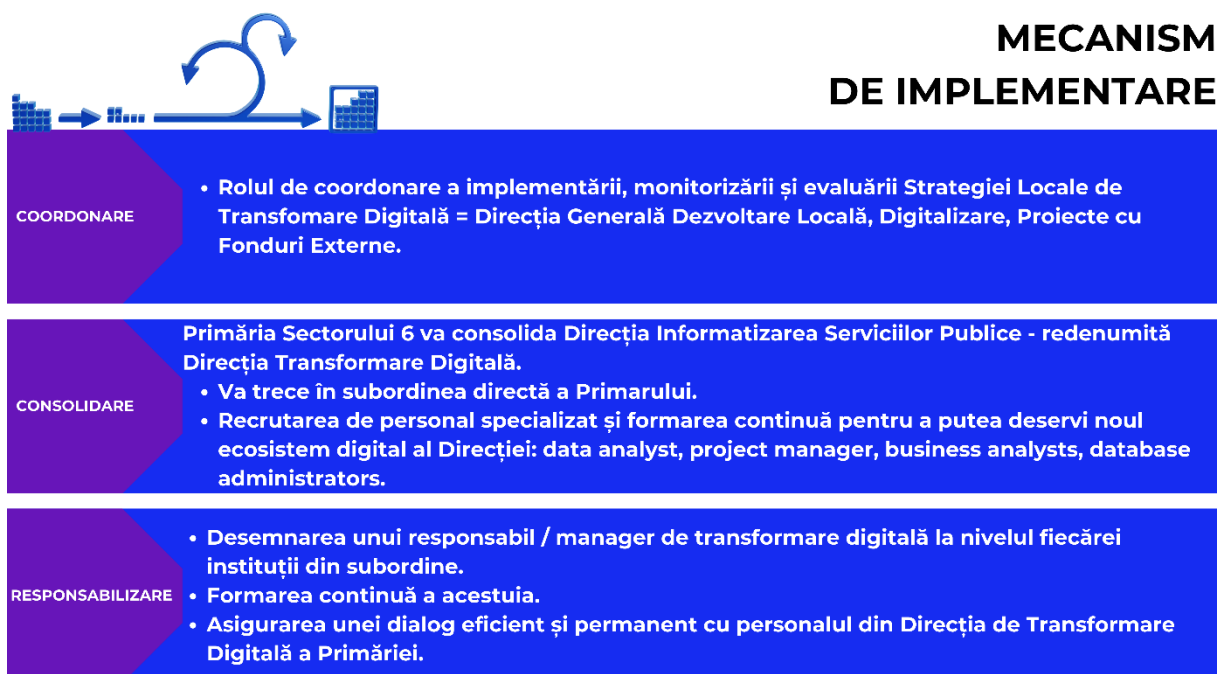 MECANISM
DE IMPLEMENTARE
COORDONARE
• Rolul de coordonare a implementării, monitorizării și evaluării Strategiei Locale de
Transfomare Digitală = Direcția Generală Dezvoltare Locală, Digitalizare, Proiecte cu
Fonduri Externe.
CONSOLIDARE
Primăria Sectorului 6 va consolida Direcția Informatizarea Serviciilor Publice - redenumită
Direcția Transformare Digitală.
• Va trece în subordinea directă a Primarului.
• Recrutarea de personal specializat și formarea continuă pentru a putea deservi noul
ecosistem digital al Direcției: data analyst, project manager, business analysts, database
administrators.
RESPONSABILIZARE
• Desemnarea unui responsabil / manager de transformare digitală la nivelul fiecărei
instituții din subordine.
• Formarea continuă a acestuia.
• Asigurarea unei dialog eficient și permanent cu personalul din Direcția de Transformare
Digitală a Primăriei.